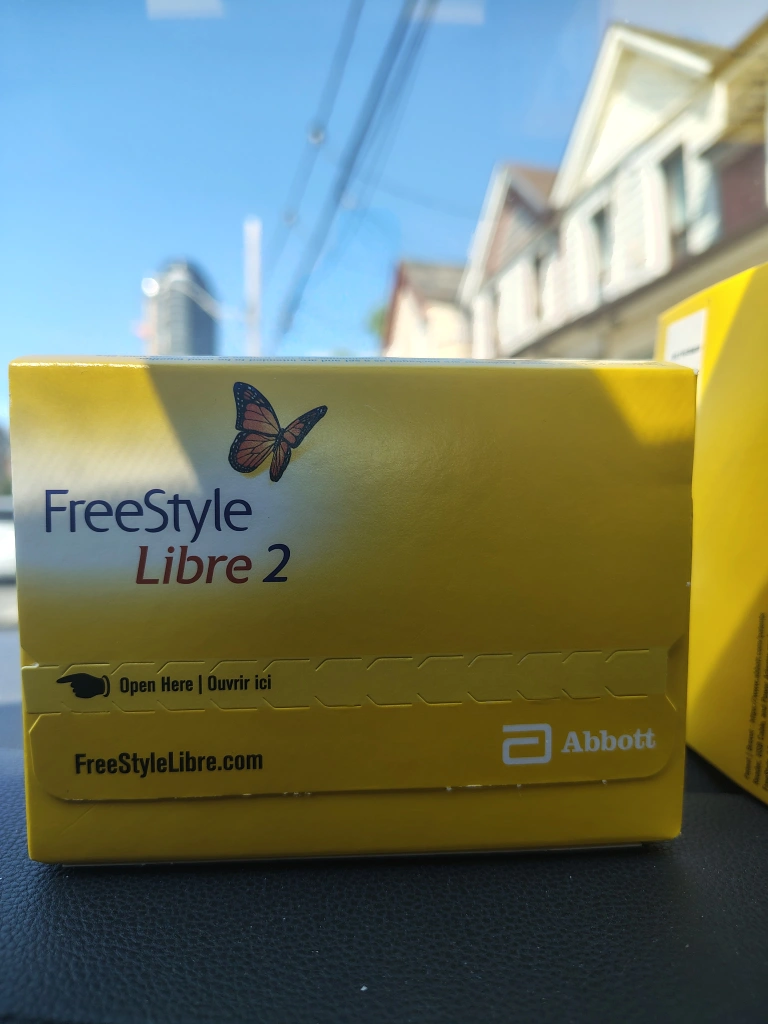 FreeStyle
Libre 2
Open Here | Ouvrir ici
FreeStyleLibre.com
Abbott